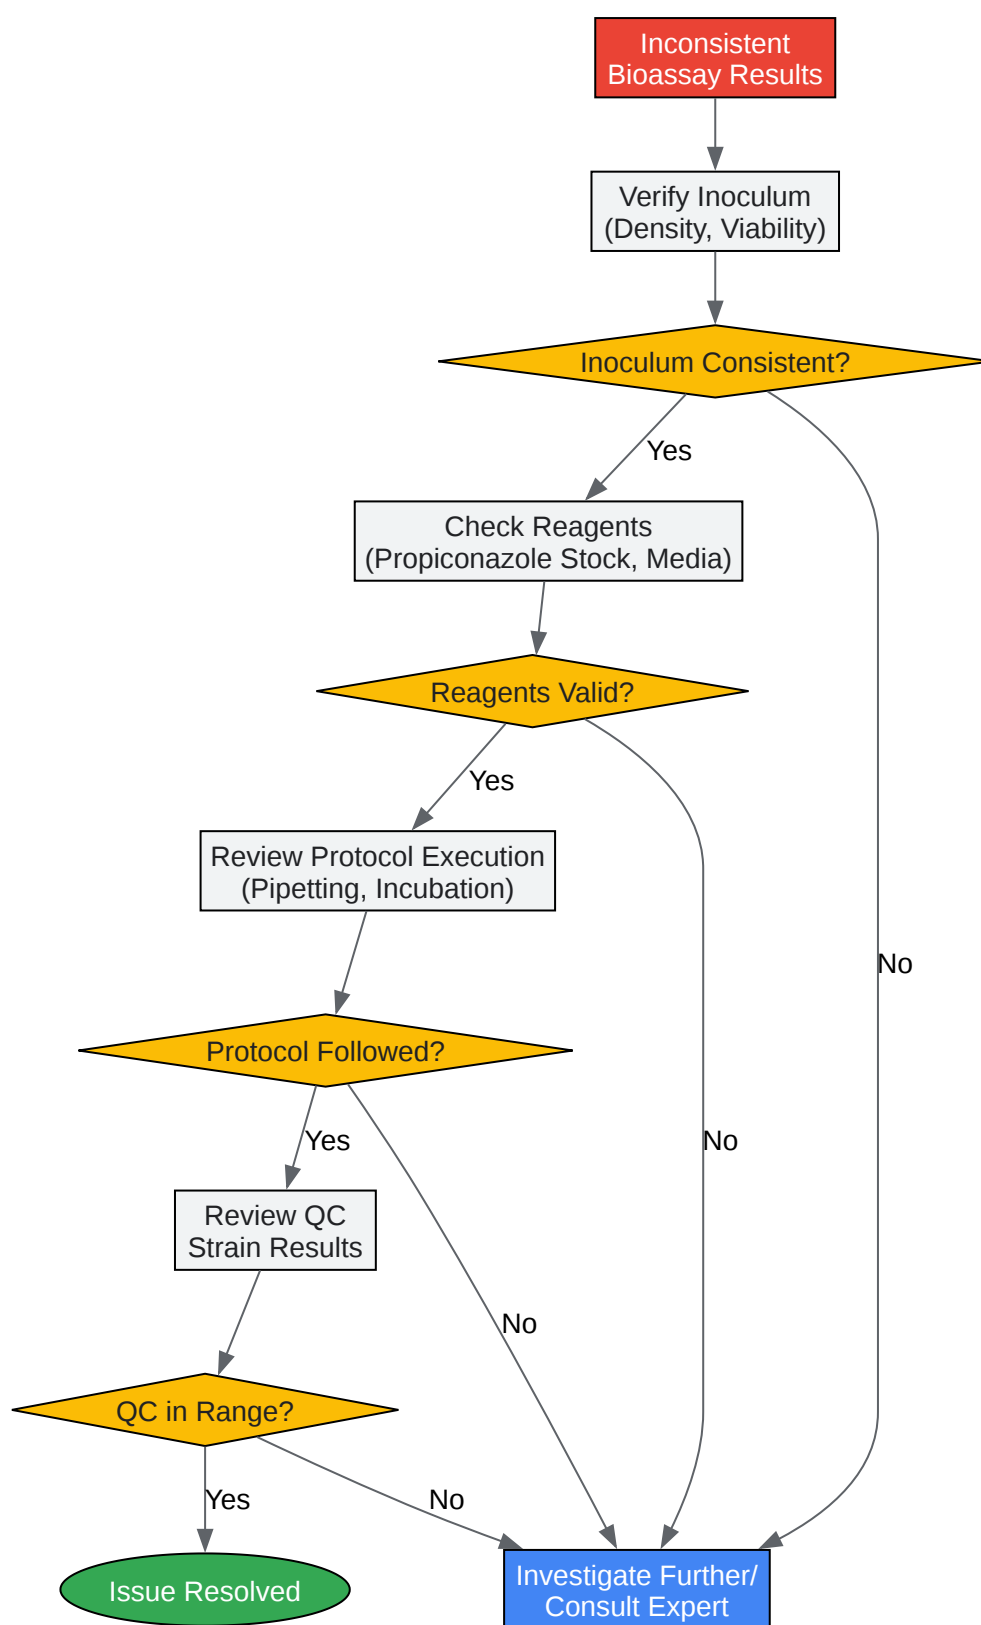 Inconsistent
Bioassay Results
Verify Inoculum
(Density, Viability)
Inoculum Consistent?
Yes
Check Reagents
(Propiconazole Stock, Media)
Reagents Valid?
Yes
Review Protocol Execution
(Pipetting, Incubation)
No
Protocol Followed?
Yes
No
Review QC
Strain Results
No
QC in Range?
Yes
No
Issue Resolved
Investigate Further/
Consult Expert